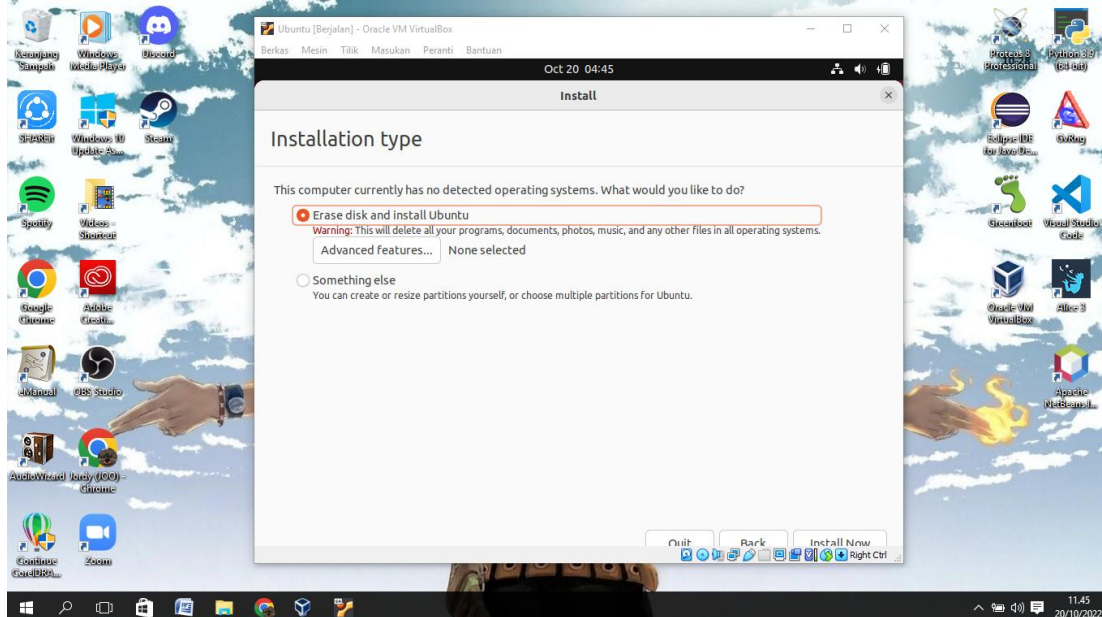 Keranjang Sampah
Windows Media Player
Discord
SHAREit
Windows 10 Update As...
Steam
Spotify
Videos - Shortcut
Google Chrome
Adobe Creati...
eManual
OBS Studio
AudioWizard
Jordy (JOO) - Chrome
Continue CorelDRA...
Zoom
Ubuntu [Berjalan] - Oracle VM VirtualBox
Berkas Mesin Tilik Masukan Peranti Bantuan
Oct 20 04:45
Install
Installation type
This computer currently has no detected operating systems. What would you like to do?
Erase disk and install Ubuntu
Warning: This will delete all your programs, documents, photos, music, and any other files in all operating systems.
Advanced features... None selected
Something else
You can create or resize partitions yourself, or choose multiple partitions for Ubuntu.
Quit Back Install Now
Right Ctrl
Proteus 8 Professional
Python 3.9 (64-bit)
Eclipse IDE for Java De...
GvRng
Greenfoot
Visual Studio Code
Oracle VM VirtualBox
Alice 3
Apache NetBeans I...
11.45
20/10/2022